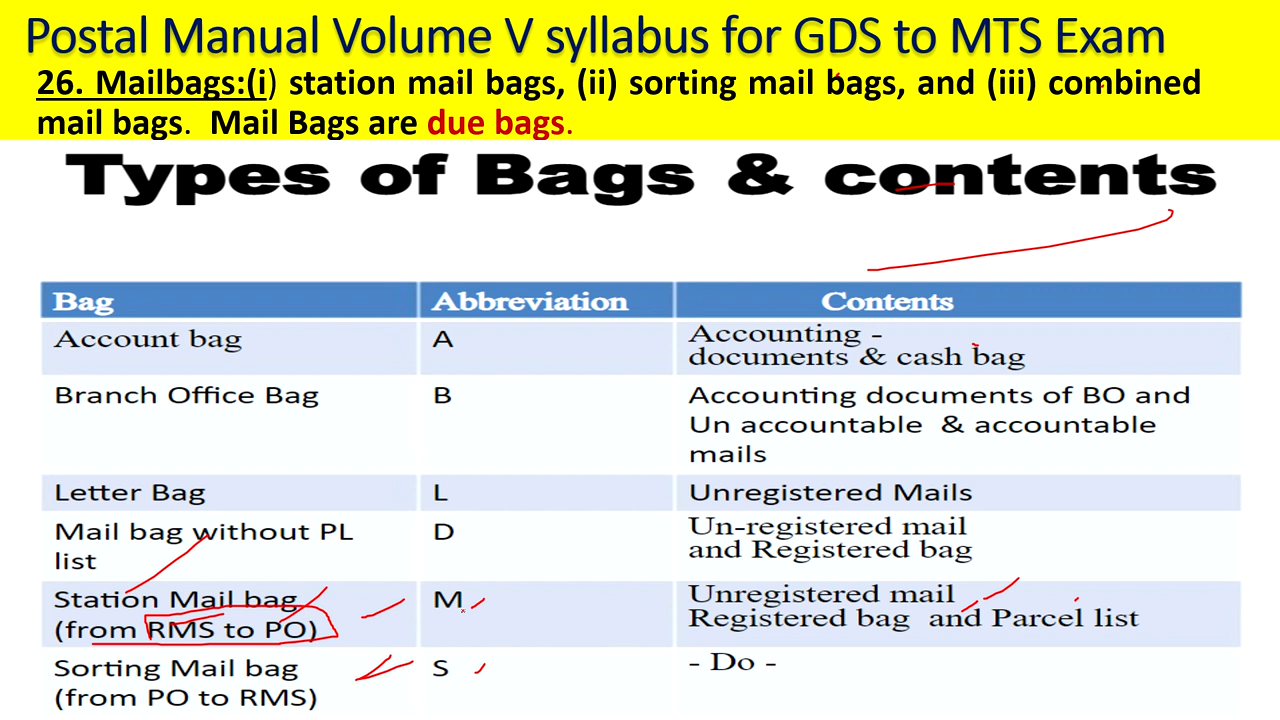 Postal Manual Volume V syllabus for GDS to MTS Exam
26. Mailbags:(i) station mail bags, (ii) sorting mail bags, and (iii) combined
mail bags. Mail Bags are due bags.
Types of Bags & contents
Bag Abbreviation Contents
Account bag A Accounting -
documents & cash bag
Branch Office Bag B Accounting documents of BO and
Un accountable & accountable
mails
Letter Bag L Unregistered Mails
Mail bag without PL D Un-registered mail
list and Registered bag
Station Mail bag M Unregistered mail
(from RMS to PO) Registered bag and Parcel list
Sorting Mail bag S - Do -
(from PO to RMS)